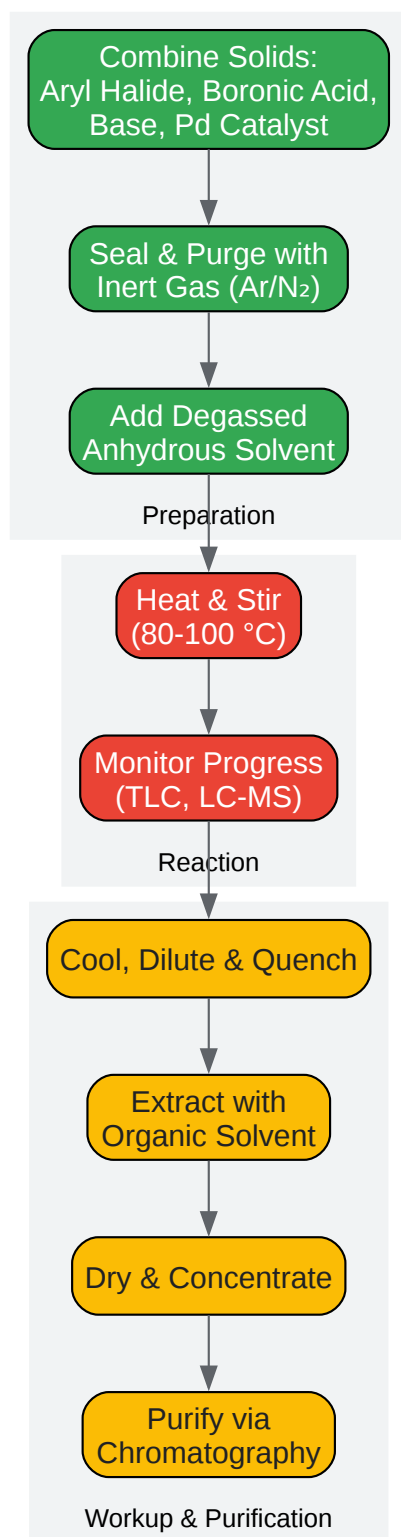 Combine Solids:
Aryl Halide, Boronic Acid,
Base, Pd Catalyst
Seal & Purge with
Inert Gas (Ar/N₂)
Add Degassed
Anhydrous Solvent
Preparation
Heat & Stir
(80-100 °C)
Monitor Progress
(TLC, LC-MS)
Reaction
Cool, Dilute & Quench
Extract with
Organic Solvent
Dry & Concentrate
Purify via
Chromatography
Workup & Purification